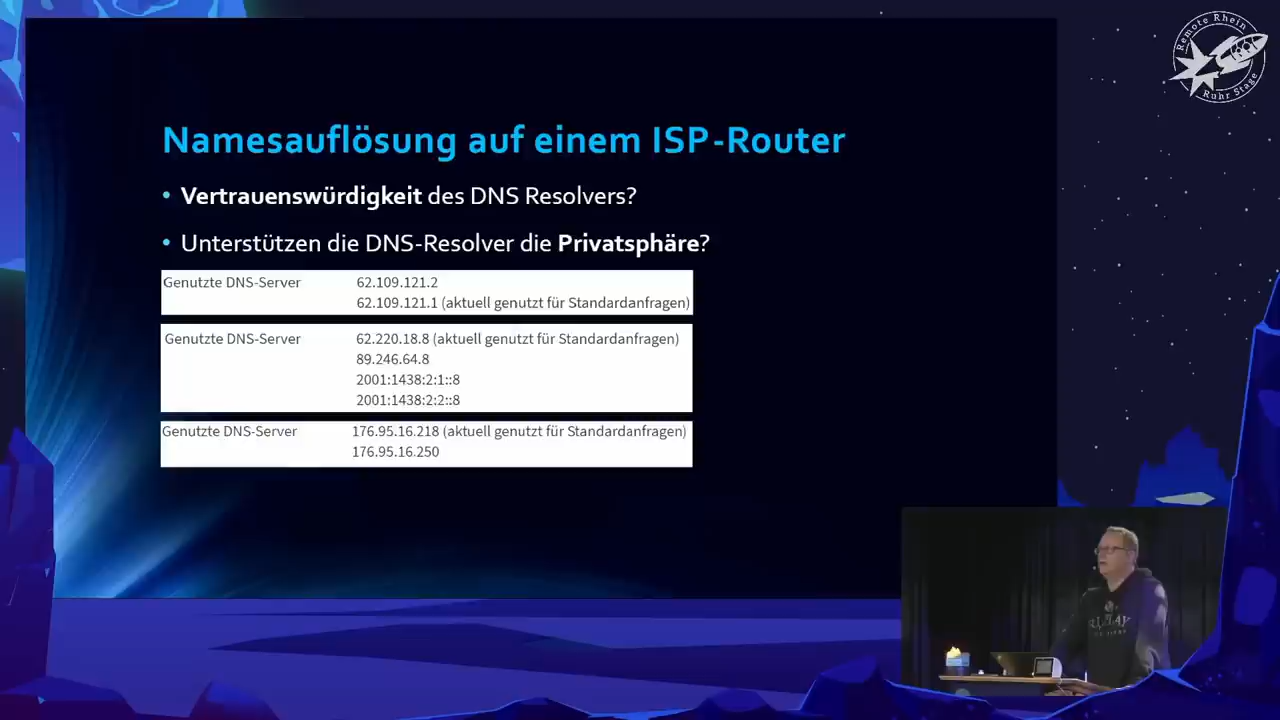 Remote Rhein
Ruhr Stage
Namesauflösung auf einem ISP-Router
• Vertrauenswürdigkeit des DNS Resolvers?
• Unterstützen die DNS-Resolver die Privatsphäre?
Genutzte DNS-Server 62.109.121.2
62.109.121.1 (aktuell genutzt für Standardanfragen)
Genutzte DNS-Server 62.220.18.8 (aktuell genutzt für Standardanfragen)
89.246.64.8
2001:1438:2:1::8
2001:1438:2:2::8
Genutzte DNS-Server 176.95.16.218 (aktuell genutzt für Standardanfragen)
176.95.16.250